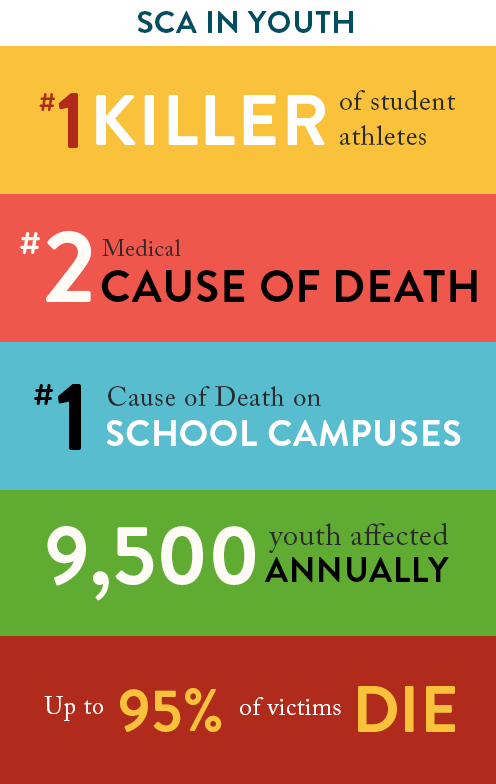 SCA IN YOUTH
#1 KILLER of student
athletes
#2 Medical
CAUSE OF DEATH
#1 Cause of Death on
SCHOOL CAMPUSES
9,500 youth affected
ANNUALLY
Up to 95% of victims DIE